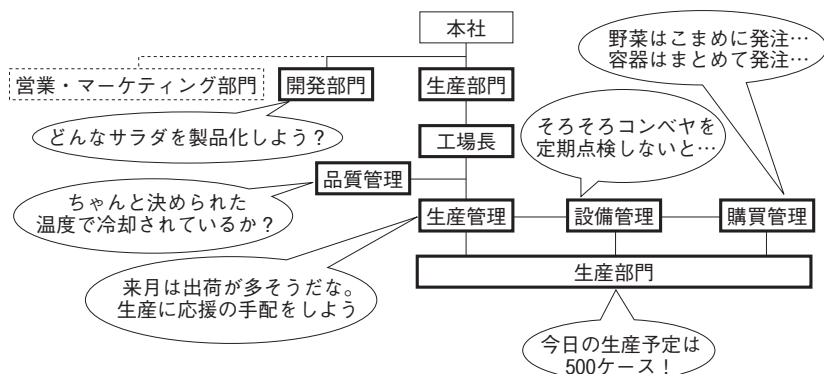 本社
野菜はこまめに発注…
容器はまとめて発注…
営業・マーケティング部門
開発部門
生産部門
どんなサラダを製品化しよう？
工場長
そろそろコンベヤを
定期点検しないと…
品質管理
ちゃんと決められた
温度で冷却されているか？
生産管理
設備管理
購買管理
来月は出荷が多そうだな。
生産に応援の手配をしよう
生産部門
今日の生産予定は
500ケース！